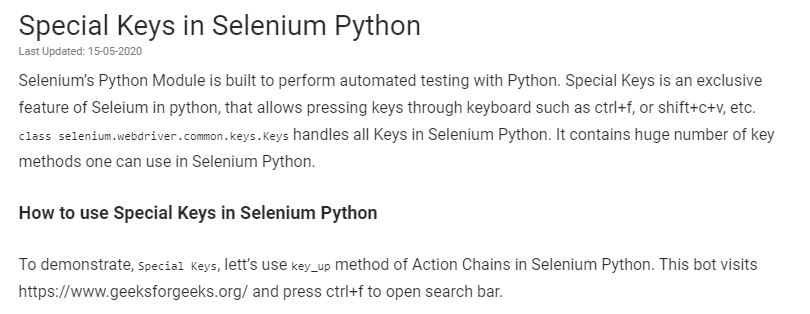 Special Keys in Selenium Python
Last Updated: 15-05-2020
Selenium’s Python Module is built to perform automated testing with Python. Special Keys is an exclusive
feature of Seleium in python, that allows pressing keys through keyboard such as ctrl+f, or shift+c+v, etc.
class selenium.webdriver.common.keys.Keys handles all Keys in Selenium Python. It contains huge number of key
methods one can use in Selenium Python.
How to use Special Keys in Selenium Python
To demonstrate, Special Keys, lett’s use key_up method of Action Chains in Selenium Python. This bot visits
https://www.geeksforgeeks.org/ and press ctrl+f to open search bar.